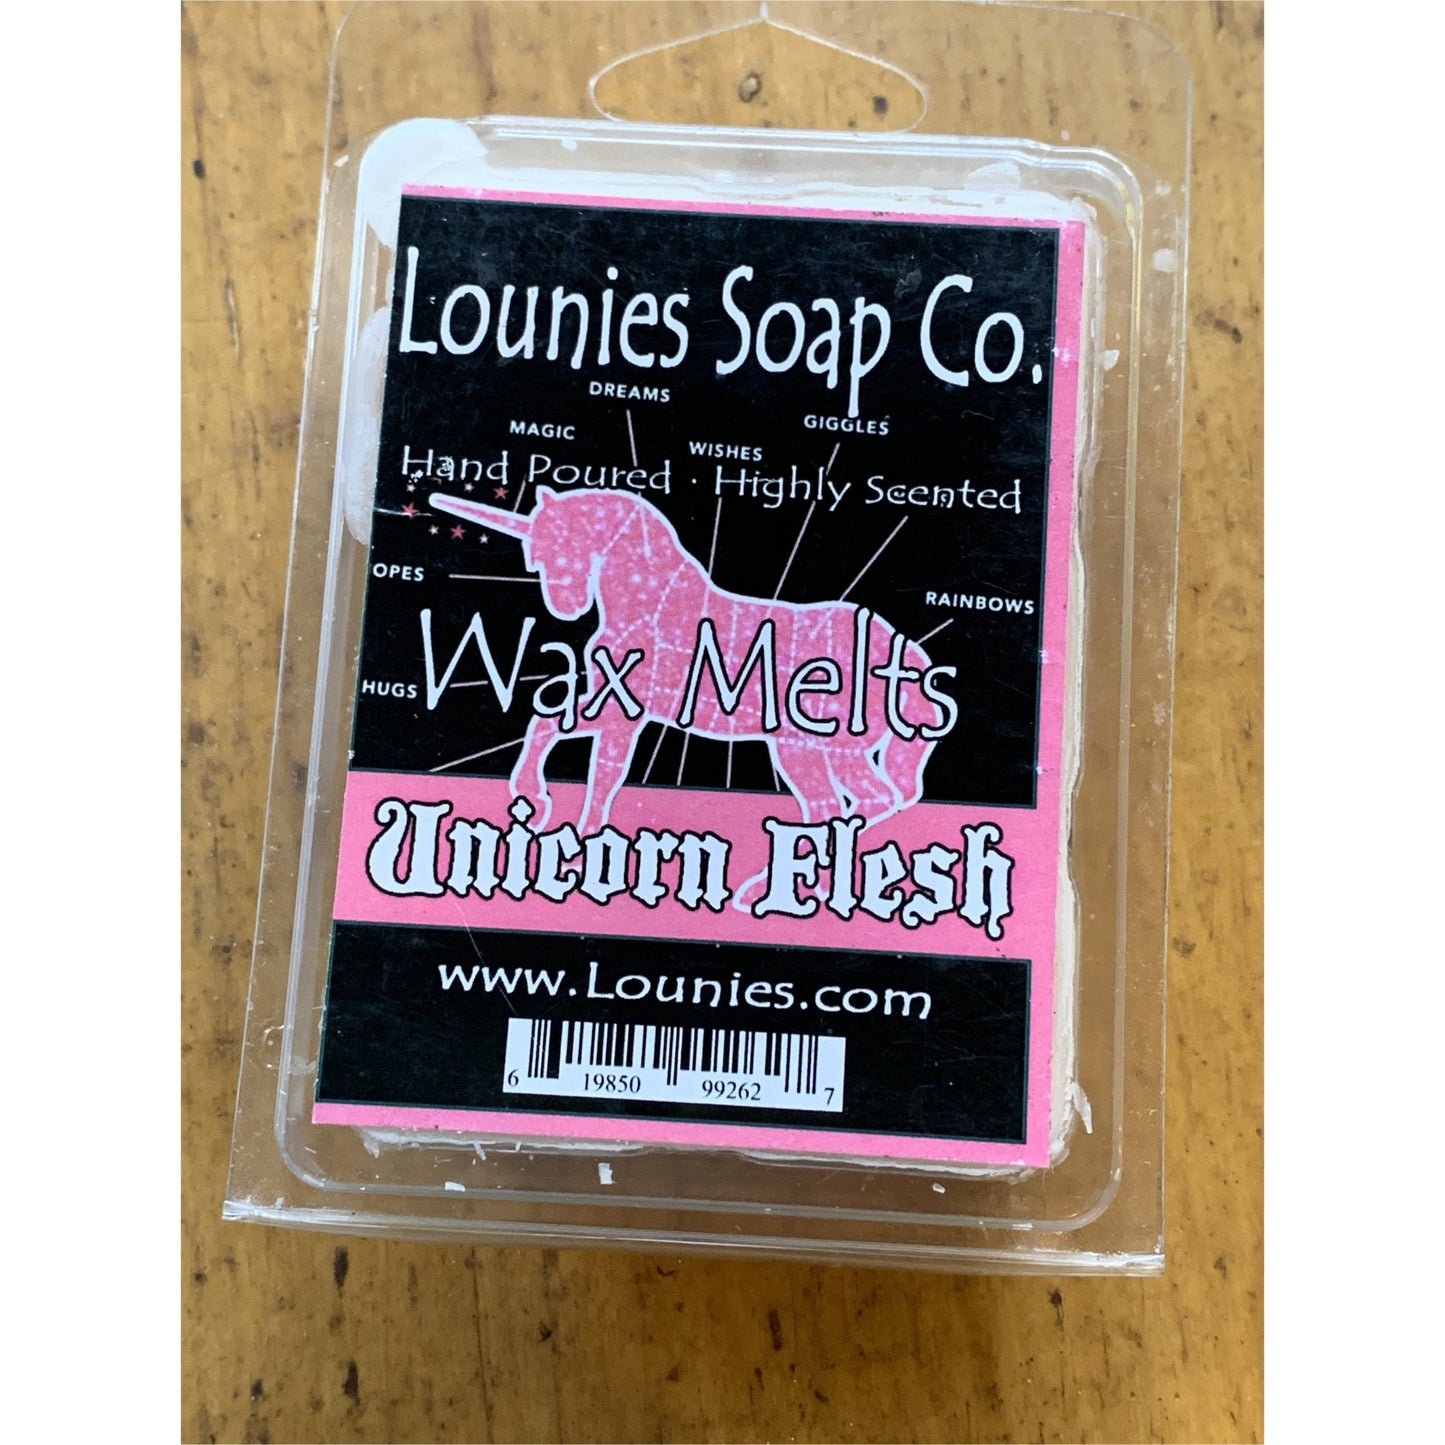 Lounies Soap Co.
DREAMS
GIGGLES
MAGIC
WISHES
Hand Poured · Highly Scented
OPES
RAINBOWS
Wax Melts
HUGS
Unicorn Flesh
www.Lounies.com
6 19850 99262 7